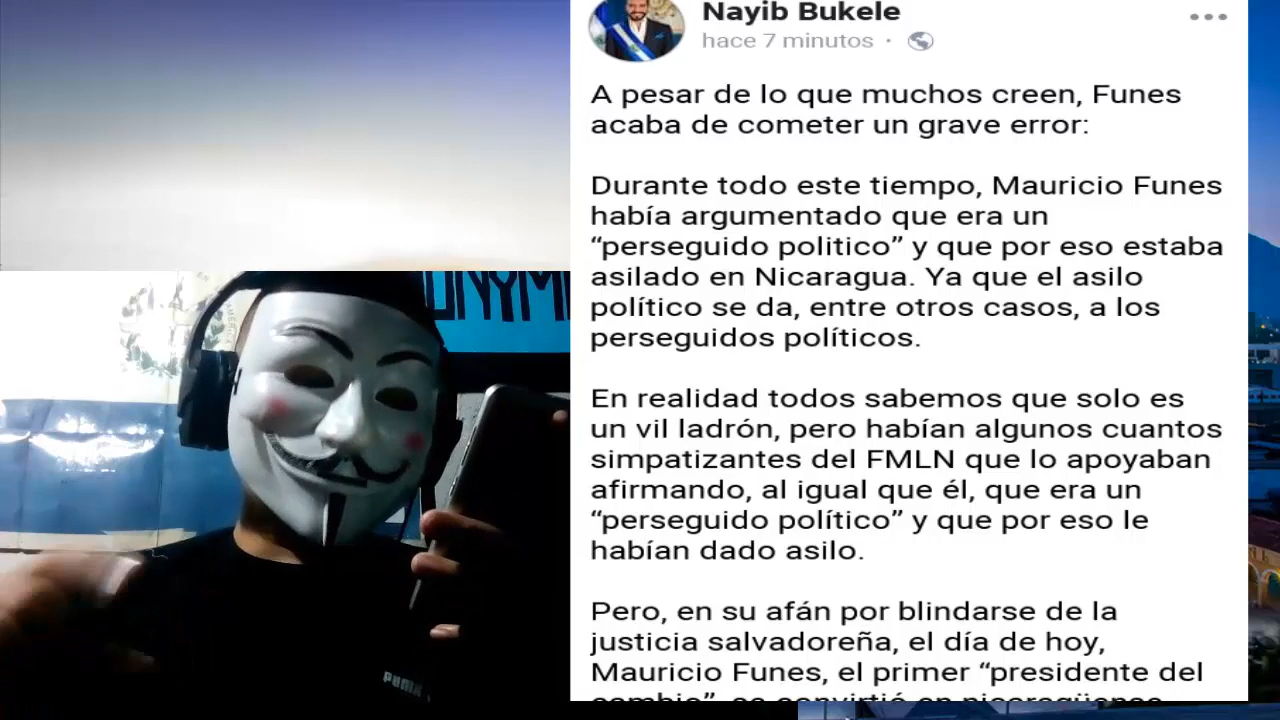 Nayib Bukele
hace 7 minutos ·
A pesar de lo que muchos creen, Funes
acaba de cometer un grave error:
Durante todo este tiempo, Mauricio Funes
había argumentado que era un
“perseguido politico” y que por eso estaba
asilado en Nicaragua. Ya que el asilo
político se da, entre otros casos, a los
perseguidos políticos.
En realidad todos sabemos que solo es
un vil ladrón, pero habían algunos cuantos
simpatizantes del FMLN que lo apoyaban
afirmando, al igual que él, que era un
“perseguido político” y que por eso le
habían dado asilo.
Pero, en su afán por blindarse de la
justicia salvadoreña, el día de hoy,
Mauricio Funes, el primer “presidente del
cambio”, se convirtió en nicaragüense
PUMA